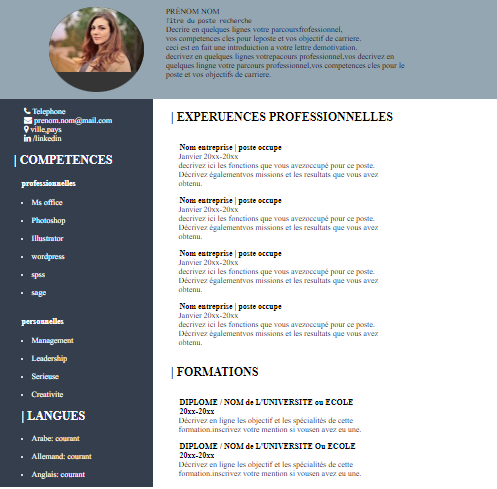 PRÉNOM NOM
Titre du poste recherche
Decrire en quelques lignes votre parcoursfrofessionnel,
vos competences cles pour leposte et vos objectif de carriere.
ceci est en fait une introduiction a votre lettre demotivation.
decrivez en quelques lignes votrepacours professionnel,vos decrivez en
quelques lingne votre parcours professionnel,vos competences cles pour le
poste et vos objectifs de carriere.
Telephone
prenom.nom@mail.com
ville,pays
/linkedin
| COMPETENCES
professionnelles
• Ms office
• Photoshop
• Illustrator
• wordpress
• spss
• sage
personnelles
• Management
• Leadership
• Serieuse
• Creativite
| LANGUES
• Arabe: courant
• Allemand: courant
• Anglais: courant
| EXPERUENCES PROFESSIONNELLES
Nom entreprise | poste occupe
Janvier 20xx-20xx
decrivez ici les fonctions que vous avezocupé pour ce poste.
Décrivez égalementvos missions et les resultats que vous avez
obtenu.
Nom entreprise | poste occupe
Janvier 20xx-20xx
decrivez ici les fonctions que vous avezocupé pour ce poste.
Décrivez égalementvos missions et les resultats que vous avez
obtenu.
Nom entreprise | poste occupe
Janvier 20xx-20xx
decrivez ici les fonctions que vous avezocupé pour ce poste.
Décrivez égalementvos missions et les resultats que vous avez
obtenu.
Nom entreprise | poste occupe
Janvier 20xx-20xx
decrivez ici les fonctions que vous avezocupé pour ce poste.
Décrivez égalementvos missions et les resultats que vous avez
obtenu.
| FORMATIONS
DIPLOME / NOM de L'UNIVERSITE ou ECOLE
20xx-20xx
Décrivez en ligne les objectif et les spécialités de cette
formation.inscrivez votre mention si vousen avez eu une.
DIPLOME / NOM de L'UNIVERSITE Ou ECOLE
20xx-20xx
Décrivez en ligne les objectif et les spécialités de cette
formation.inscrivez votre mention si vousen avez eu une.